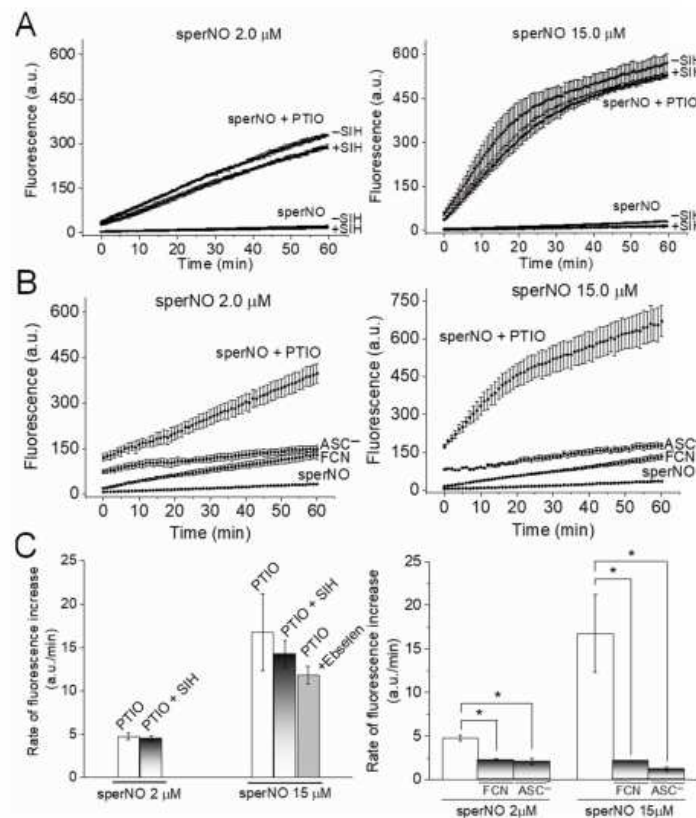 A
sperNO 2.0 μM
sperNO 15.0 μM
Fluorescence (a.u.)
600
450
300
150
0
sperNO + PTIO
–SIH
+SIH
sperNO
–SIH
+SIH
0 10 20 30 40 50 60
Time (min)
Fluorescence (a.u.)
600
450
300
150
0
–SIH
+SIH
sperNO + PTIO
sperNO
–SIH
+SIH
0 10 20 30 40 50 60
Time (min)
B
sperNO 2.0 μM
sperNO 15.0 μM
Fluorescence (a.u.)
600
450
300
150
0
sperNO + PTIO
ASC–
FCN
sperNO
0 10 20 30 40 50 60
Time (min)
Fluorescence (a.u.)
750
600
450
300
150
0
sperNO + PTIO
ASC–
FCN
sperNO
0 10 20 30 40 50 60
Time (min)
C
Rate of fluorescence increase
(a.u./min)
25
20
15
10
5
0
PTIO
PTIO + SIH
PTIO
PTIO + SIH
PTIO
+Ebselen
sperNO 2 μM
sperNO 15 μM
Rate of fluorescence increase
(a.u./min)
25
20
15
10
5
0
*
*
*
*
FCN ASC–
FCN ASC–
sperNO 2μM
sperNO 15μM